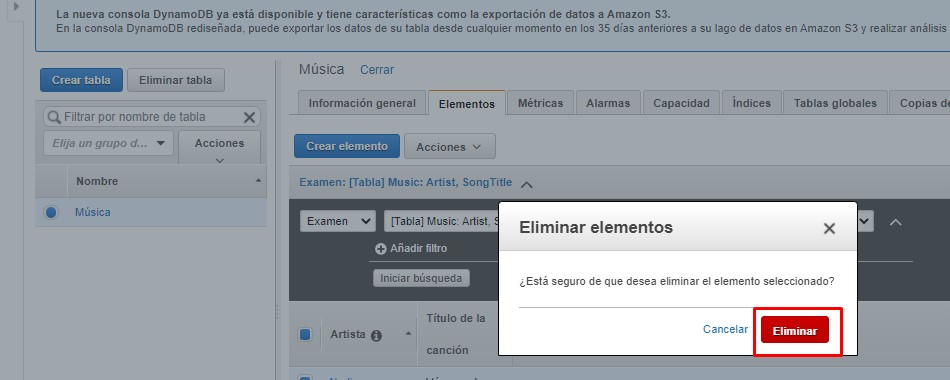 La nueva consola DynamoDB ya está disponible y tiene características como la exportación de datos a Amazon S3.
En la consola DynamoDB rediseñada, puede exportar los datos de su tabla desde cualquier momento en los 35 días anteriores a su lago de datos en Amazon S3 y realizar análisis
Crear tabla Eliminar tabla
Filtrar por nombre de tabla
Elija un grupo d... Acciones
Nombre
Música
Música Cerrar
Información general Elementos Métricas Alarmas Capacidad Índices Tablas globales Copias de
Crear elemento Acciones
Examen: [Tabla] Music: Artist, SongTitle
Examen [Tabla] Music: Artist, S
Añadir filtro
Iniciar búsqueda
Artista Título de la
canción
Eliminar elementos
¿Está seguro de que desea eliminar el elemento seleccionado?
Cancelar Eliminar